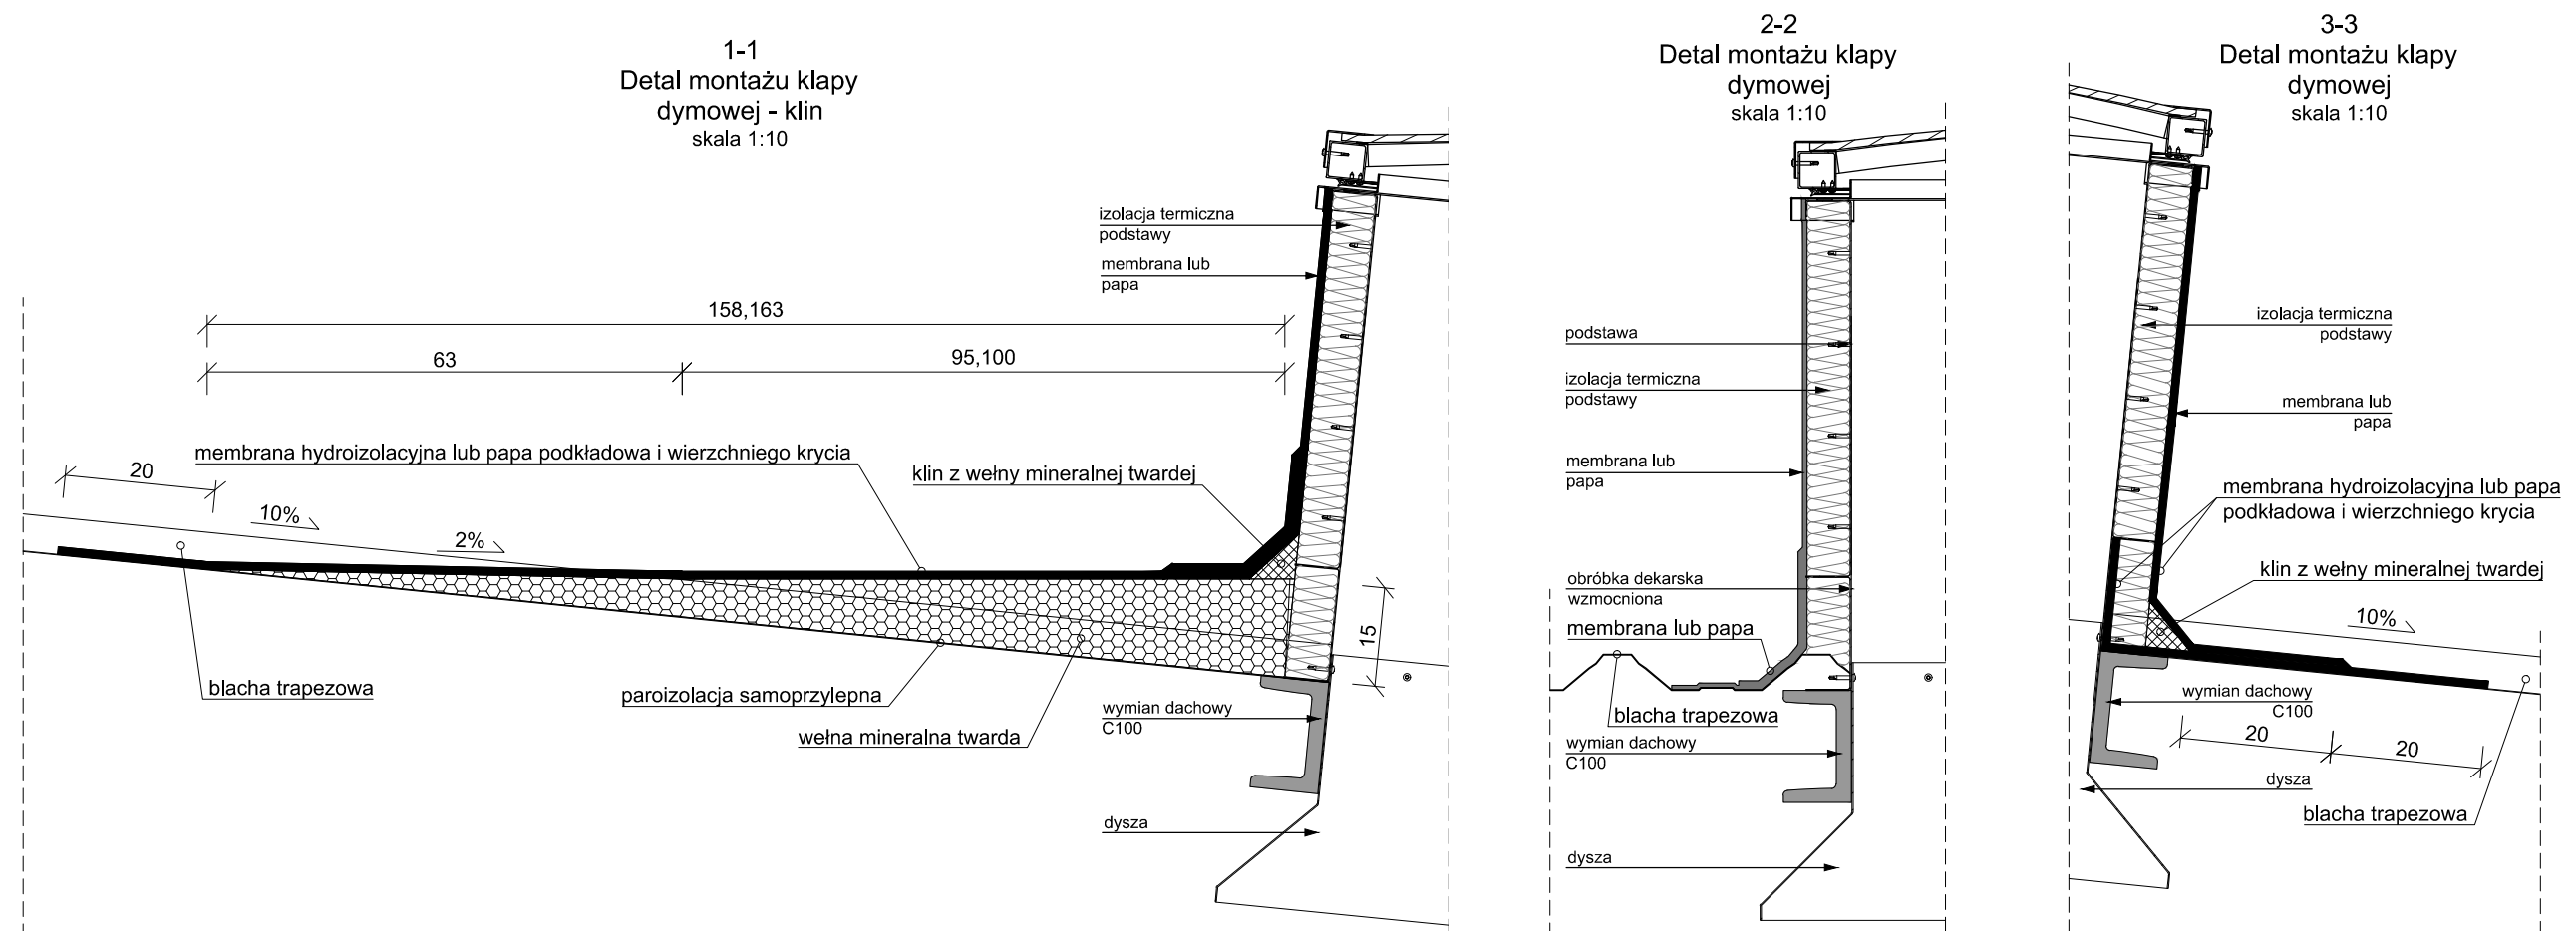 1-1
Detal montażu klapy
dymowej - klin
skala 1:10
izolacja termiczna
podstawy
membrana lub
papa
158,163
63
95,100
membrana hydroizolacyjna lub papa podkładowa i wierzchniego krycia
klin z wełny mineralnej twardej
20
10%
2%
15
blacha trapezowa
paroizolacja samoprzylepna
wełna mineralna twarda
wymian dachowy
C100
dysza
2-2
Detal montażu klapy
dymowej
skala 1:10
podstawa
izolacja termiczna
podstawy
membrana lub
papa
obróbka dekarska
wzmocniona
membrana lub papa
blacha trapezowa
wymian dachowy
C100
dysza
3-3
Detal montażu klapy
dymowej
skala 1:10
izolacja termiczna
podstawy
membrana lub
papa
membrana hydroizolacyjna lub papa
podkładowa i wierzchniego krycia
klin z wełny mineralnej twardej
10%
wymian dachowy
C100
20
20
dysza
blacha trapezowa